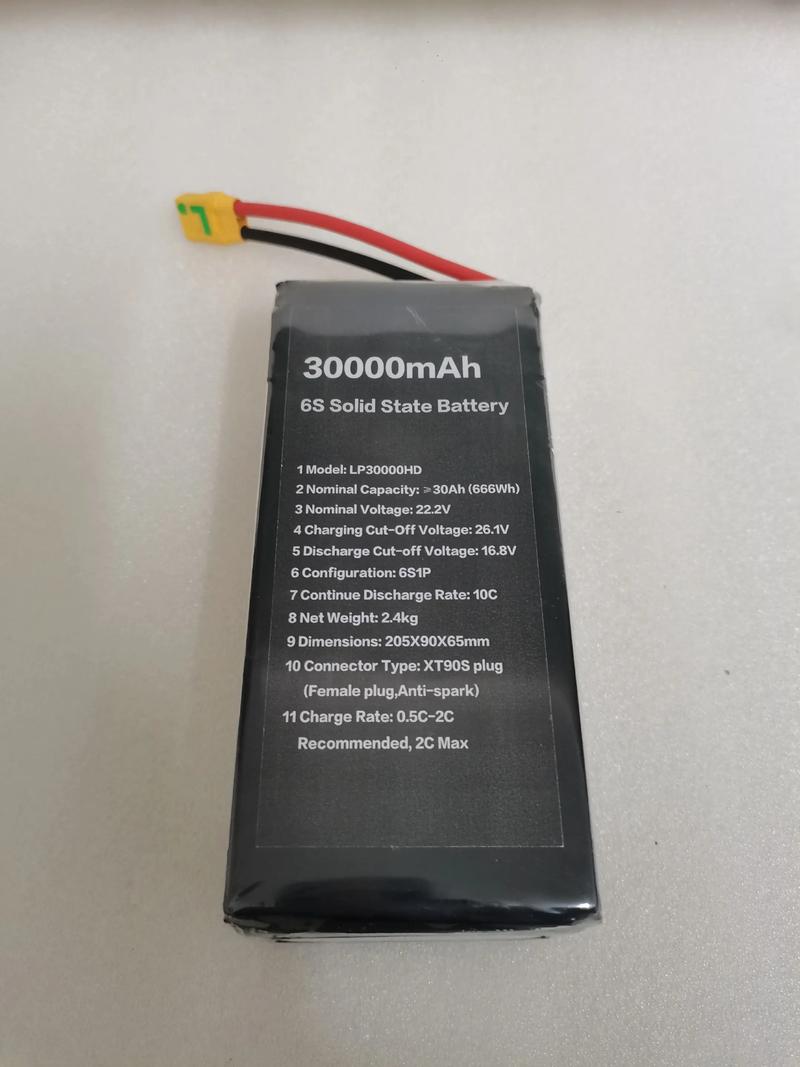 30000mAh
6S Solid State Battery
1 Model: LP30000HD
2 Nominal Capacity: ≥30Ah (666Wh)
3 Nominal Voltage: 22.2V
4 Charging Cut-Off Voltage: 26.1V
5 Discharge Cut-off Voltage: 16.8V
6 Configuration: 6S1P
7 Continue Discharge Rate: 10C
8 Net Weight: 2.4kg
9 Dimensions: 205X90X65mm
10 Connector Type: XT90S plug
(Female plug,Anti-spark)
11 Charge Rate: 0.5C-2C
Recommended, 2C Max